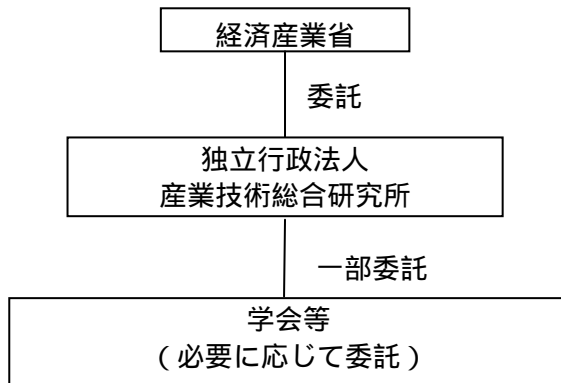 経済産業省
委託
独立行政法人
産業技術総合研究所
一部委託
学会等
（必要に応じて委託）